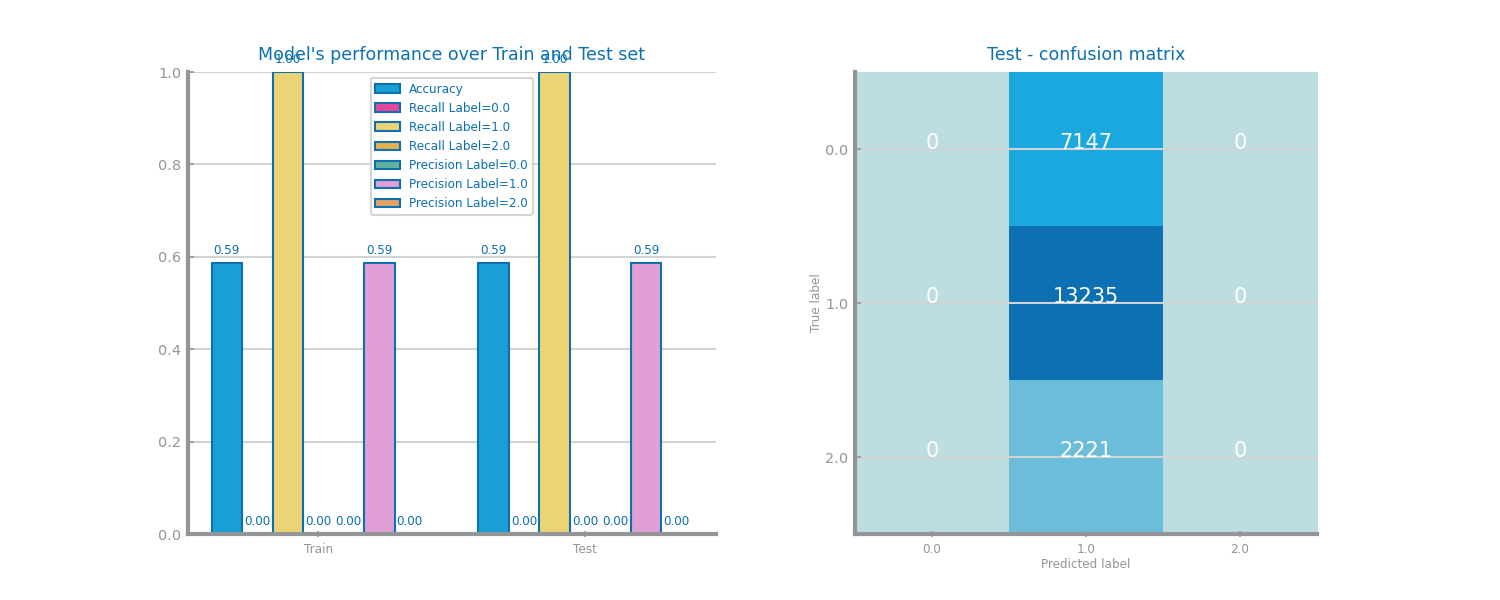 Model's performance over Train and Test set
1.00 1.00
1.0
0.8
0.6
0.4
0.2
0.0
Accuracy
Recall Label=0.0
Recall Label=1.0
Recall Label=2.0
Precision Label=0.0
Precision Label=1.0
Precision Label=2.0
0.59 0.59 0.59 0.59
0.00 0.00 0.00 0.00 0.00 0.00 0.00 0.00
Train Test
Test - confusion matrix
True label
0.0 0 7147 0
1.0 0 13235 0
2.0 0 2221 0
0.0 1.0 2.0
Predicted label